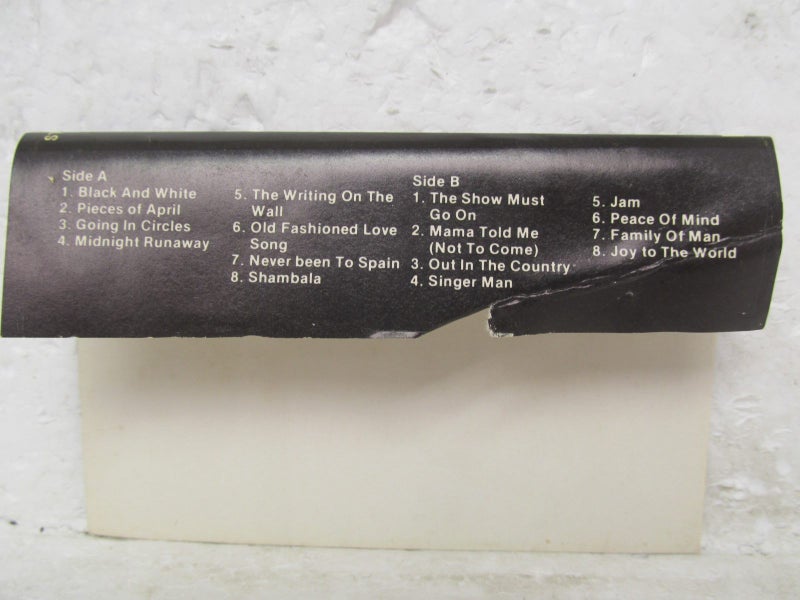 Side A
1. Black And White
2. Pieces of April
3. Going In Circles
4. Midnight Runaway
5. The Writing On The
Wall
6. Old Fashioned Love
Song
7. Never been To Spain
8. Shambala
Side B
1. The Show Must
Go On
2. Mama Told Me
(Not To Come)
3. Out In The Country
4. Singer Man
5. Jam
6. Peace Of Mind
7. Family Of Man
8. Joy to The World